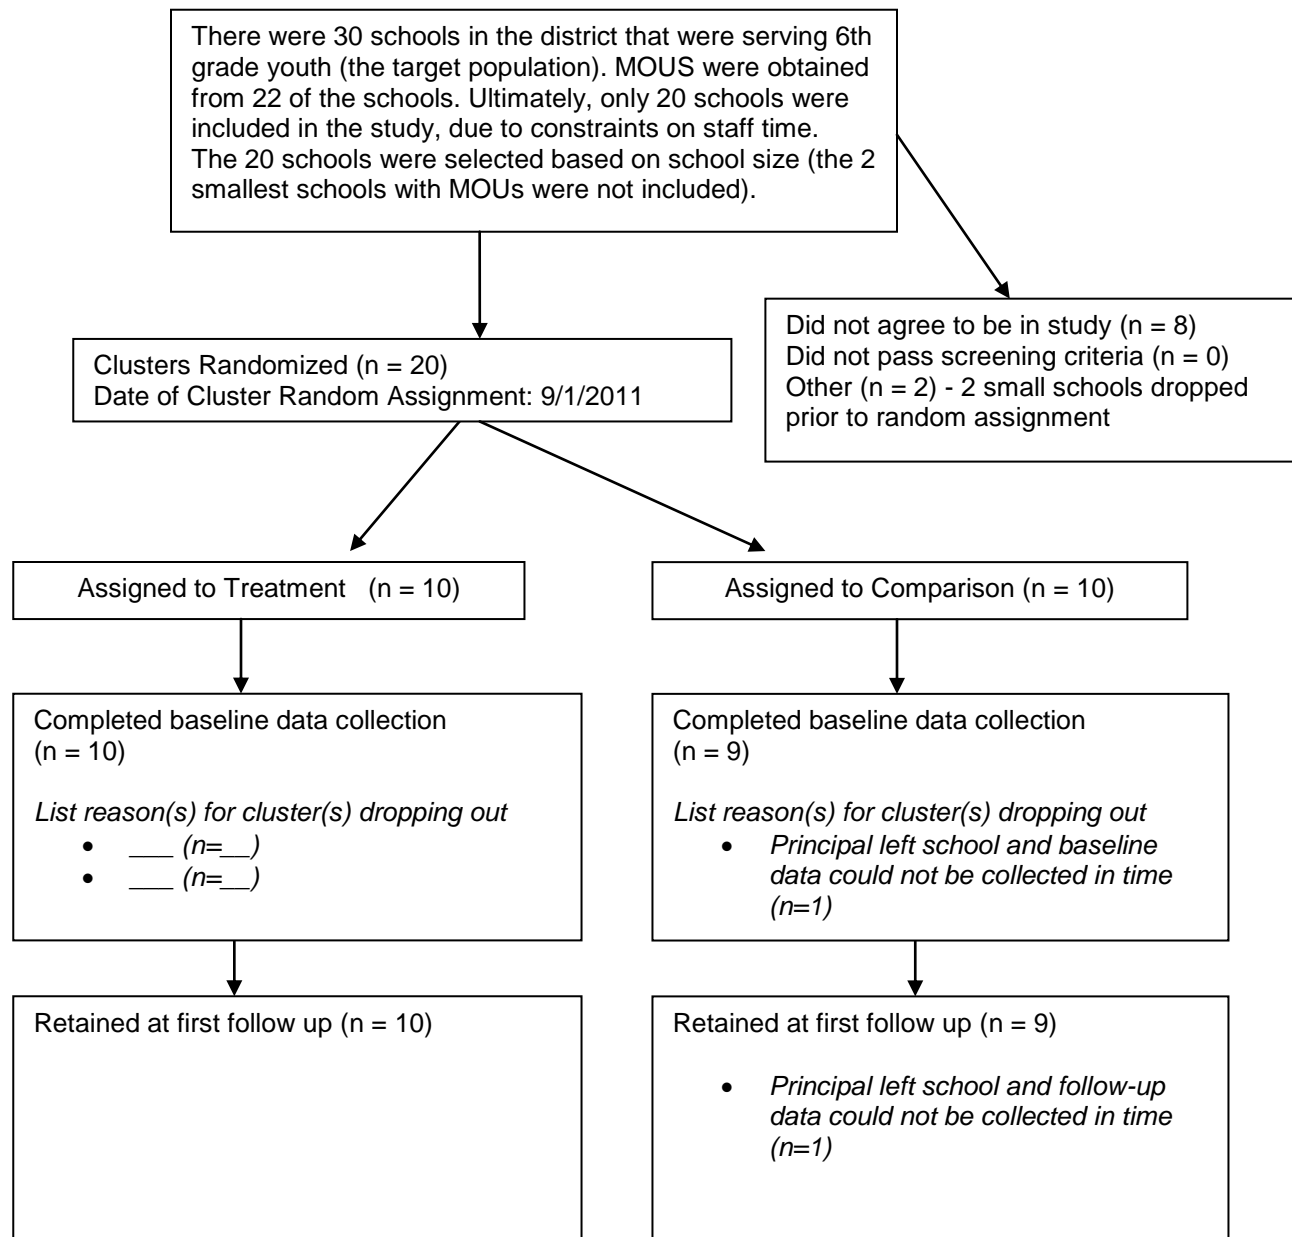 There were 30 schools in the district that were serving 6th
grade youth (the target population). MOUS were obtained
from 22 of the schools. Ultimately, only 20 schools were
included in the study, due to constraints on staff time.
The 20 schools were selected based on school size (the 2
smallest schools with MOUs were not included).
Did not agree to be in study (n = 8)
Did not pass screening criteria (n = 0)
Other (n = 2) - 2 small schools dropped
prior to random assignment
Clusters Randomized (n = 20)
Date of Cluster Random Assignment: 9/1/2011
Assigned to Treatment (n = 10)
Assigned to Comparison (n = 10)
Completed baseline data collection
(n = 10)
List reason(s) for cluster(s) dropping out
• ___ (n=__)
• ___ (n=__)
Completed baseline data collection
(n = 9)
List reason(s) for cluster(s) dropping out
• Principal left school and baseline
data could not be collected in time
(n=1)
Retained at first follow up (n = 10)
Retained at first follow up (n = 9)
• Principal left school and follow-up
data could not be collected in time
(n=1)